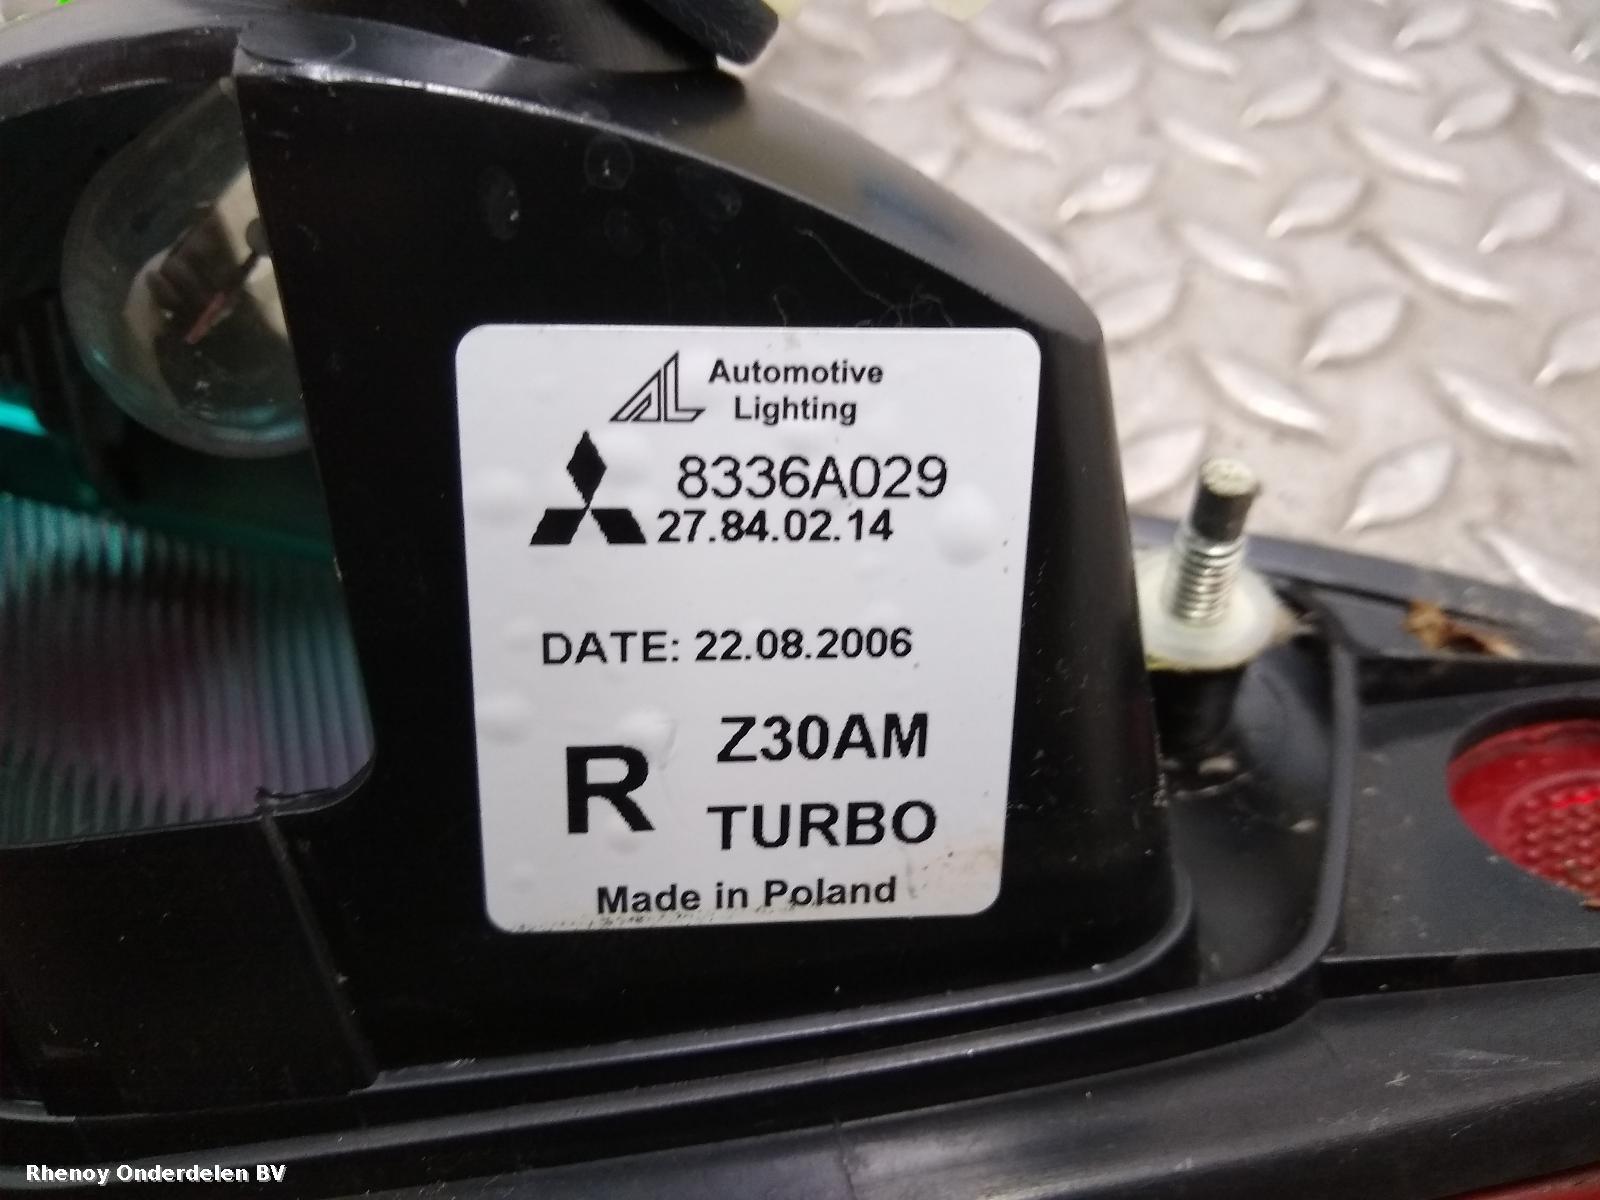 AL Automotive
Lighting
8336A029
27.84.02.14
DATE: 22.08.2006
R Z30AM
TURBO
Made in Poland
Rhenoy Onderdelen BV